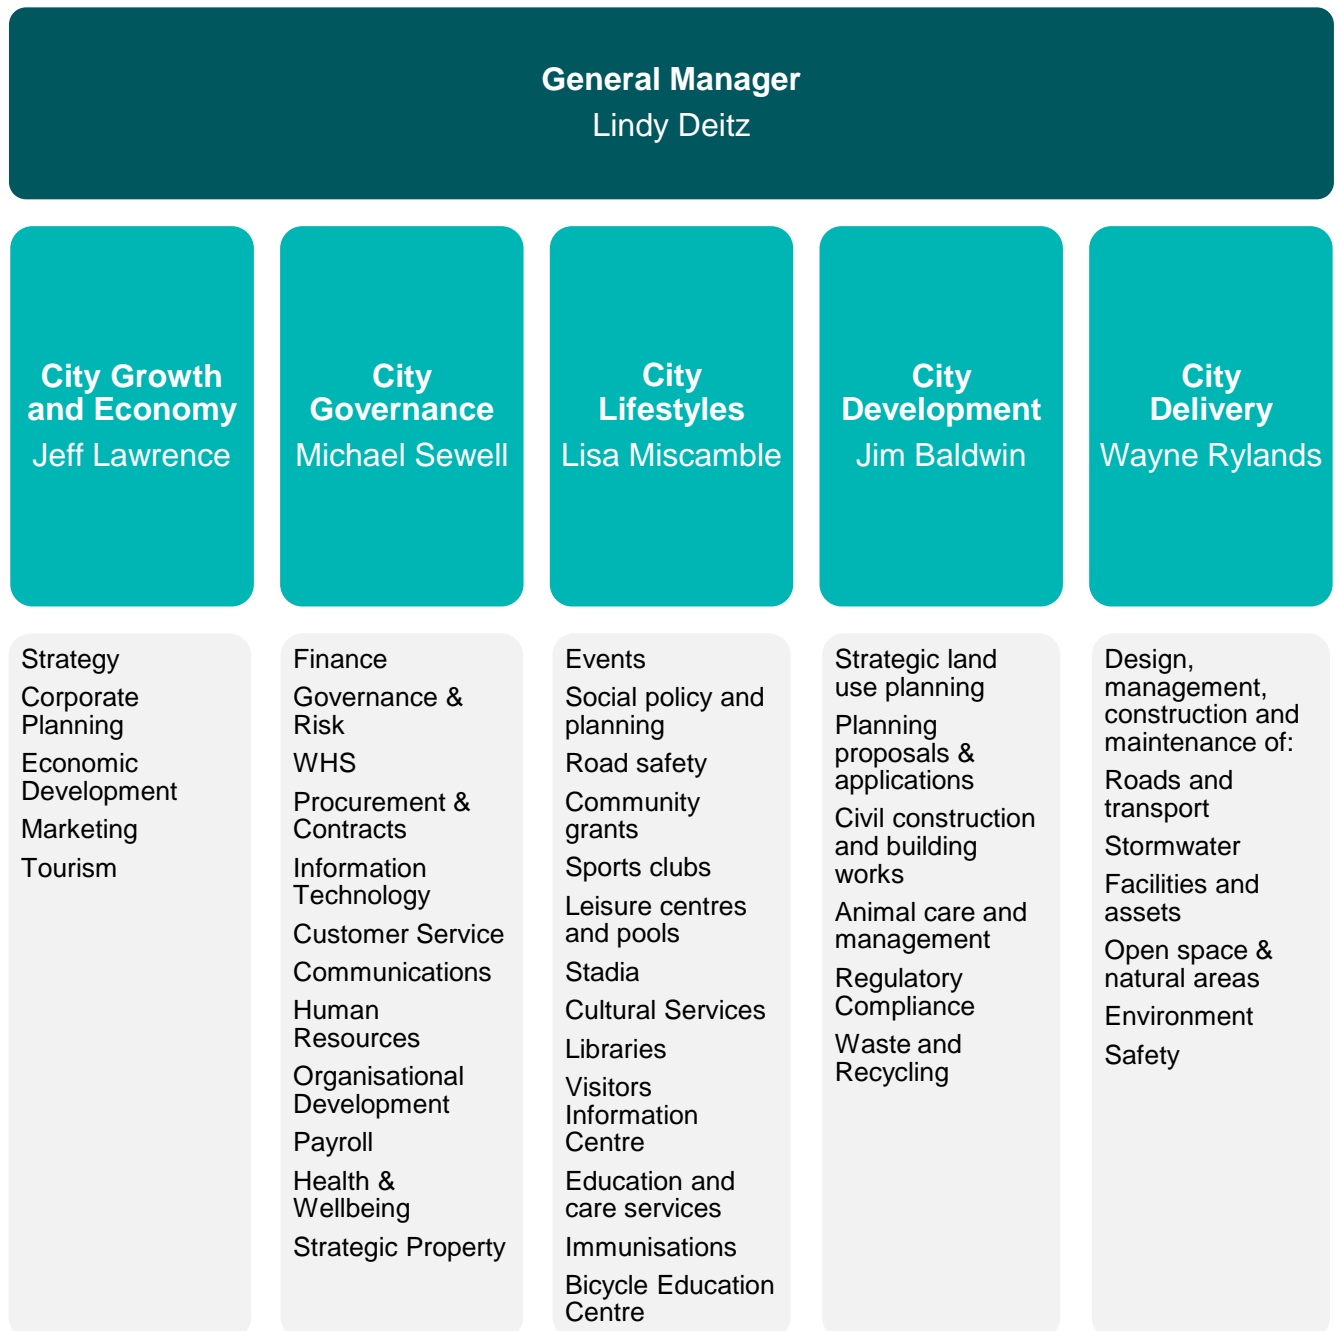 General Manager
Lindy Deitz
City Growth
and Economy
Jeff Lawrence
City
Governance
Michael Sewell
City
Lifestyles
Lisa Miscamble
City
Development
Jim Baldwin
City
Delivery
Wayne Rylands
Strategy
Corporate
Planning
Economic
Development
Marketing
Tourism
Finance
Governance &
Risk
WHS
Procurement &
Contracts
Information
Technology
Customer Service
Communications
Human
Resources
Organisational
Development
Payroll
Health &
Wellbeing
Strategic Property
Events
Social policy and
planning
Road safety
Community
grants
Sports clubs
Leisure centres
and pools
Stadia
Cultural Services
Libraries
Visitors
Information
Centre
Education and
care services
Immunisations
Bicycle Education
Centre
Strategic land
use planning
Planning
proposals &
applications
Civil construction
and building
works
Animal care and
management
Regulatory
Compliance
Waste and
Recycling
Design,
management,
construction and
maintenance of:
Roads and
transport
Stormwater
Facilities and
assets
Open space &
natural areas
Environment
Safety